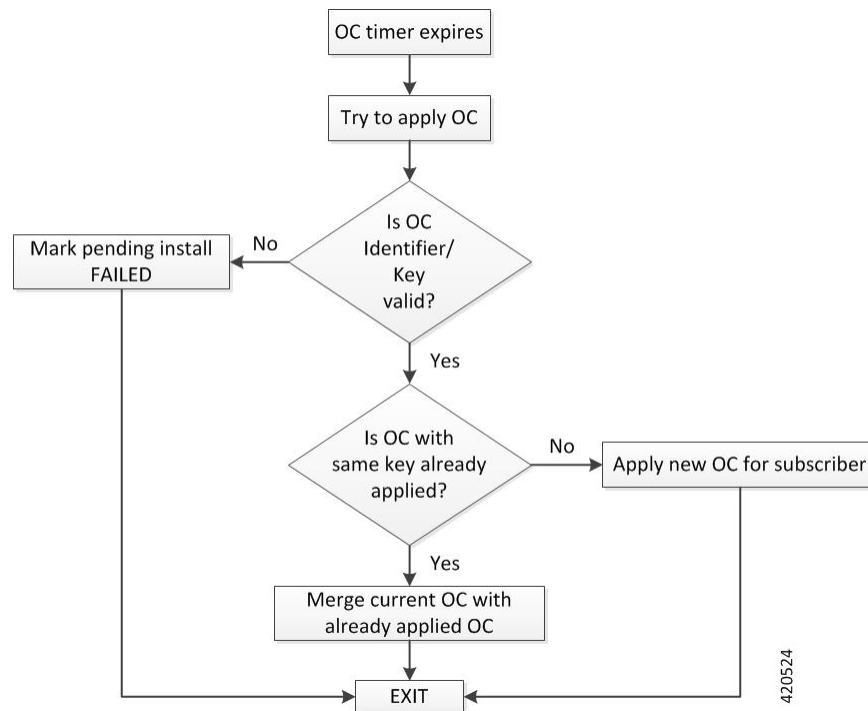 OC timer expires
Try to apply OC
Is OC
Identifier/
Key
valid?
No
Mark pending install
FAILED
Yes
Is OC with
same key already
applied?
No
Apply new OC for subscriber
Yes
Merge current OC with
already applied OC
EXIT
420524